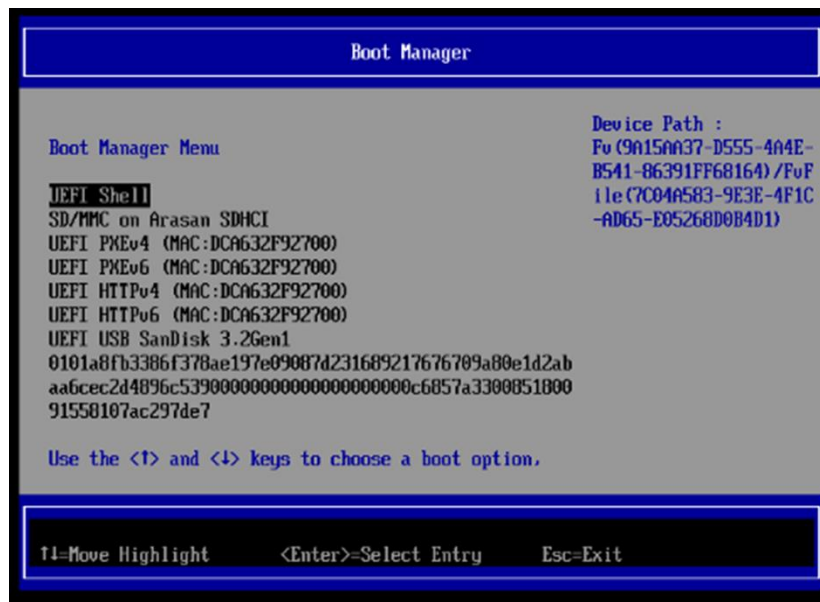 Boot Manager
Boot Manager Menu
UEFI Shell
SD/MMC on Arasan SDHCI
UEFI PXEv4 (MAC:DCA632F92700)
UEFI PXEv6 (MAC:DCA632F92700)
UEFI HTTPv4 (MAC:DCA632F92700)
UEFI HTTPv6 (MAC:DCA632F92700)
UEFI USB SanDisk 3.2Gen1
0101a8fb3386f378ae197e09087d231689217676709a80e1d2ab
aa6cec2d4896c53900000000000000000000c6857a3300851800
91558107ac297de7
Use the <↑> and <↓> keys to choose a boot option,
Device Path :
Fv(9A15AA37-D555-4A4E-
B541-86391FF68164)/FvF
ile(7C04A583-9E3E-4F1C
-AD65-E05268D0B4D1)
↑↓=Move Highlight <Enter>=Select Entry Esc=Exit